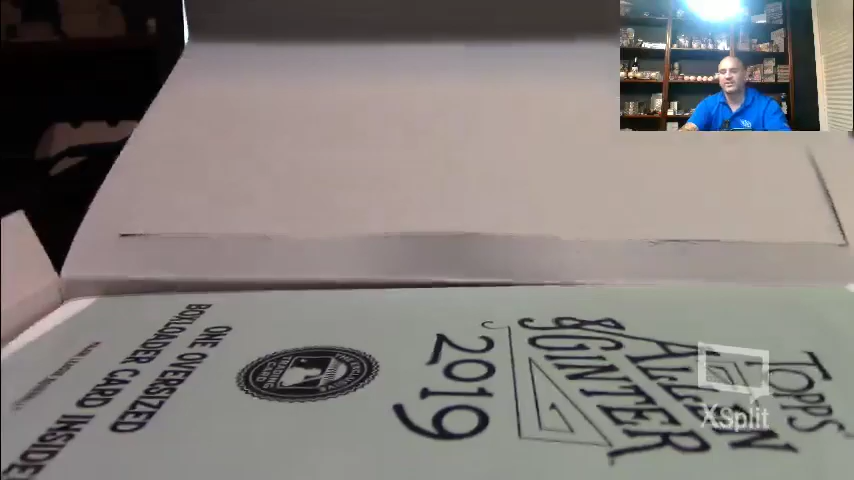 TOPPS
ALLEN
& GINTER
2019
ONE OVERSIZED
BOXLOADER
CARD INSIDE
XSplit